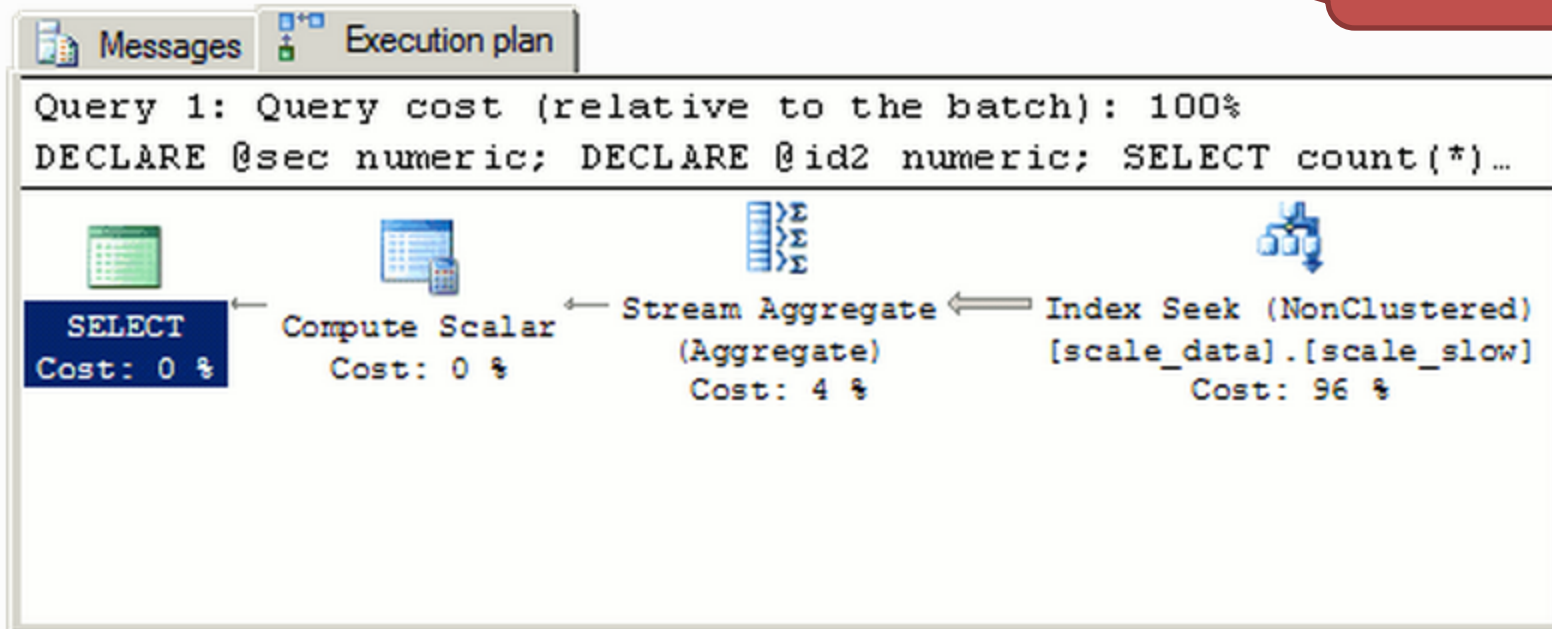 Messages
Execution plan
Query 1: Query cost (relative to the batch): 100%
DECLARE @sec numeric; DECLARE @id2 numeric; SELECT count(*)…
SELECT
Cost: 0 %
Compute Scalar
Cost: 0 %
Stream Aggregate
(Aggregate)
Cost: 4 %
Index Seek (NonClustered)
[scale_data].[scale_slow]
Cost: 96 %